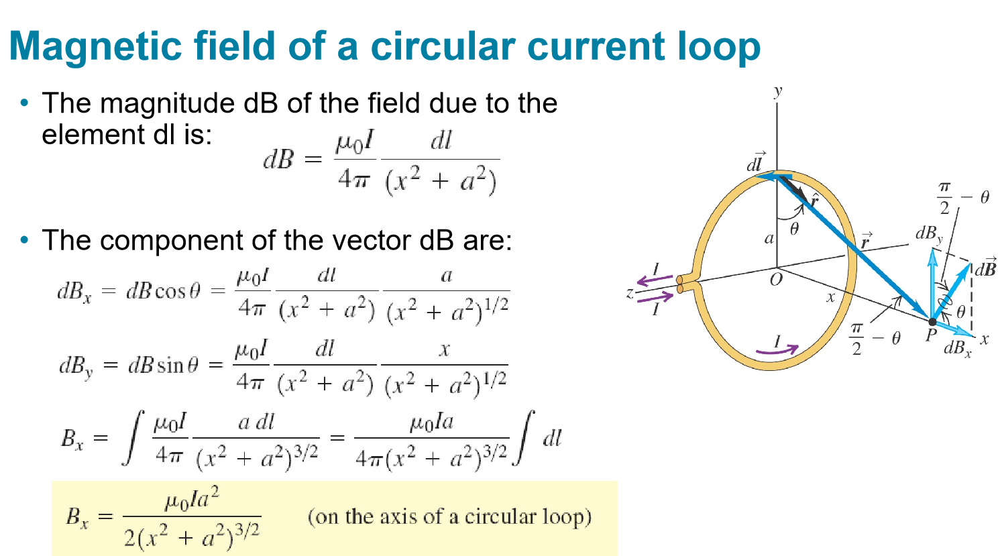 Magnetic field of a circular current loop
• The magnitude dB of the field due to the
element dl is:
dB = μ₀I/4π dl/(x² + a²)
• The component of the vector dB are:
dBₓ = dB cos θ = μ₀I/4π dl/(x² + a²) a/(x² + a²)^1/2
dB_y = dB sin θ = μ₀I/4π dl/(x² + a²) x/(x² + a²)^1/2
Bₓ = ∫ μ₀I/4π a dl/(x² + a²)^3/2 = μ₀Ia/4π(x² + a²)^3/2 ∫ dl
Bₓ = μ₀Ia²/2(x² + a²)^3/2 (on the axis of a circular loop)
y
dl⃗
r̂
θ
a
r⃗
π/2 − θ
dB_y
dB⃗
I
z
I
O
x
θ
P
x
dBₓ
π/2 − θ
I